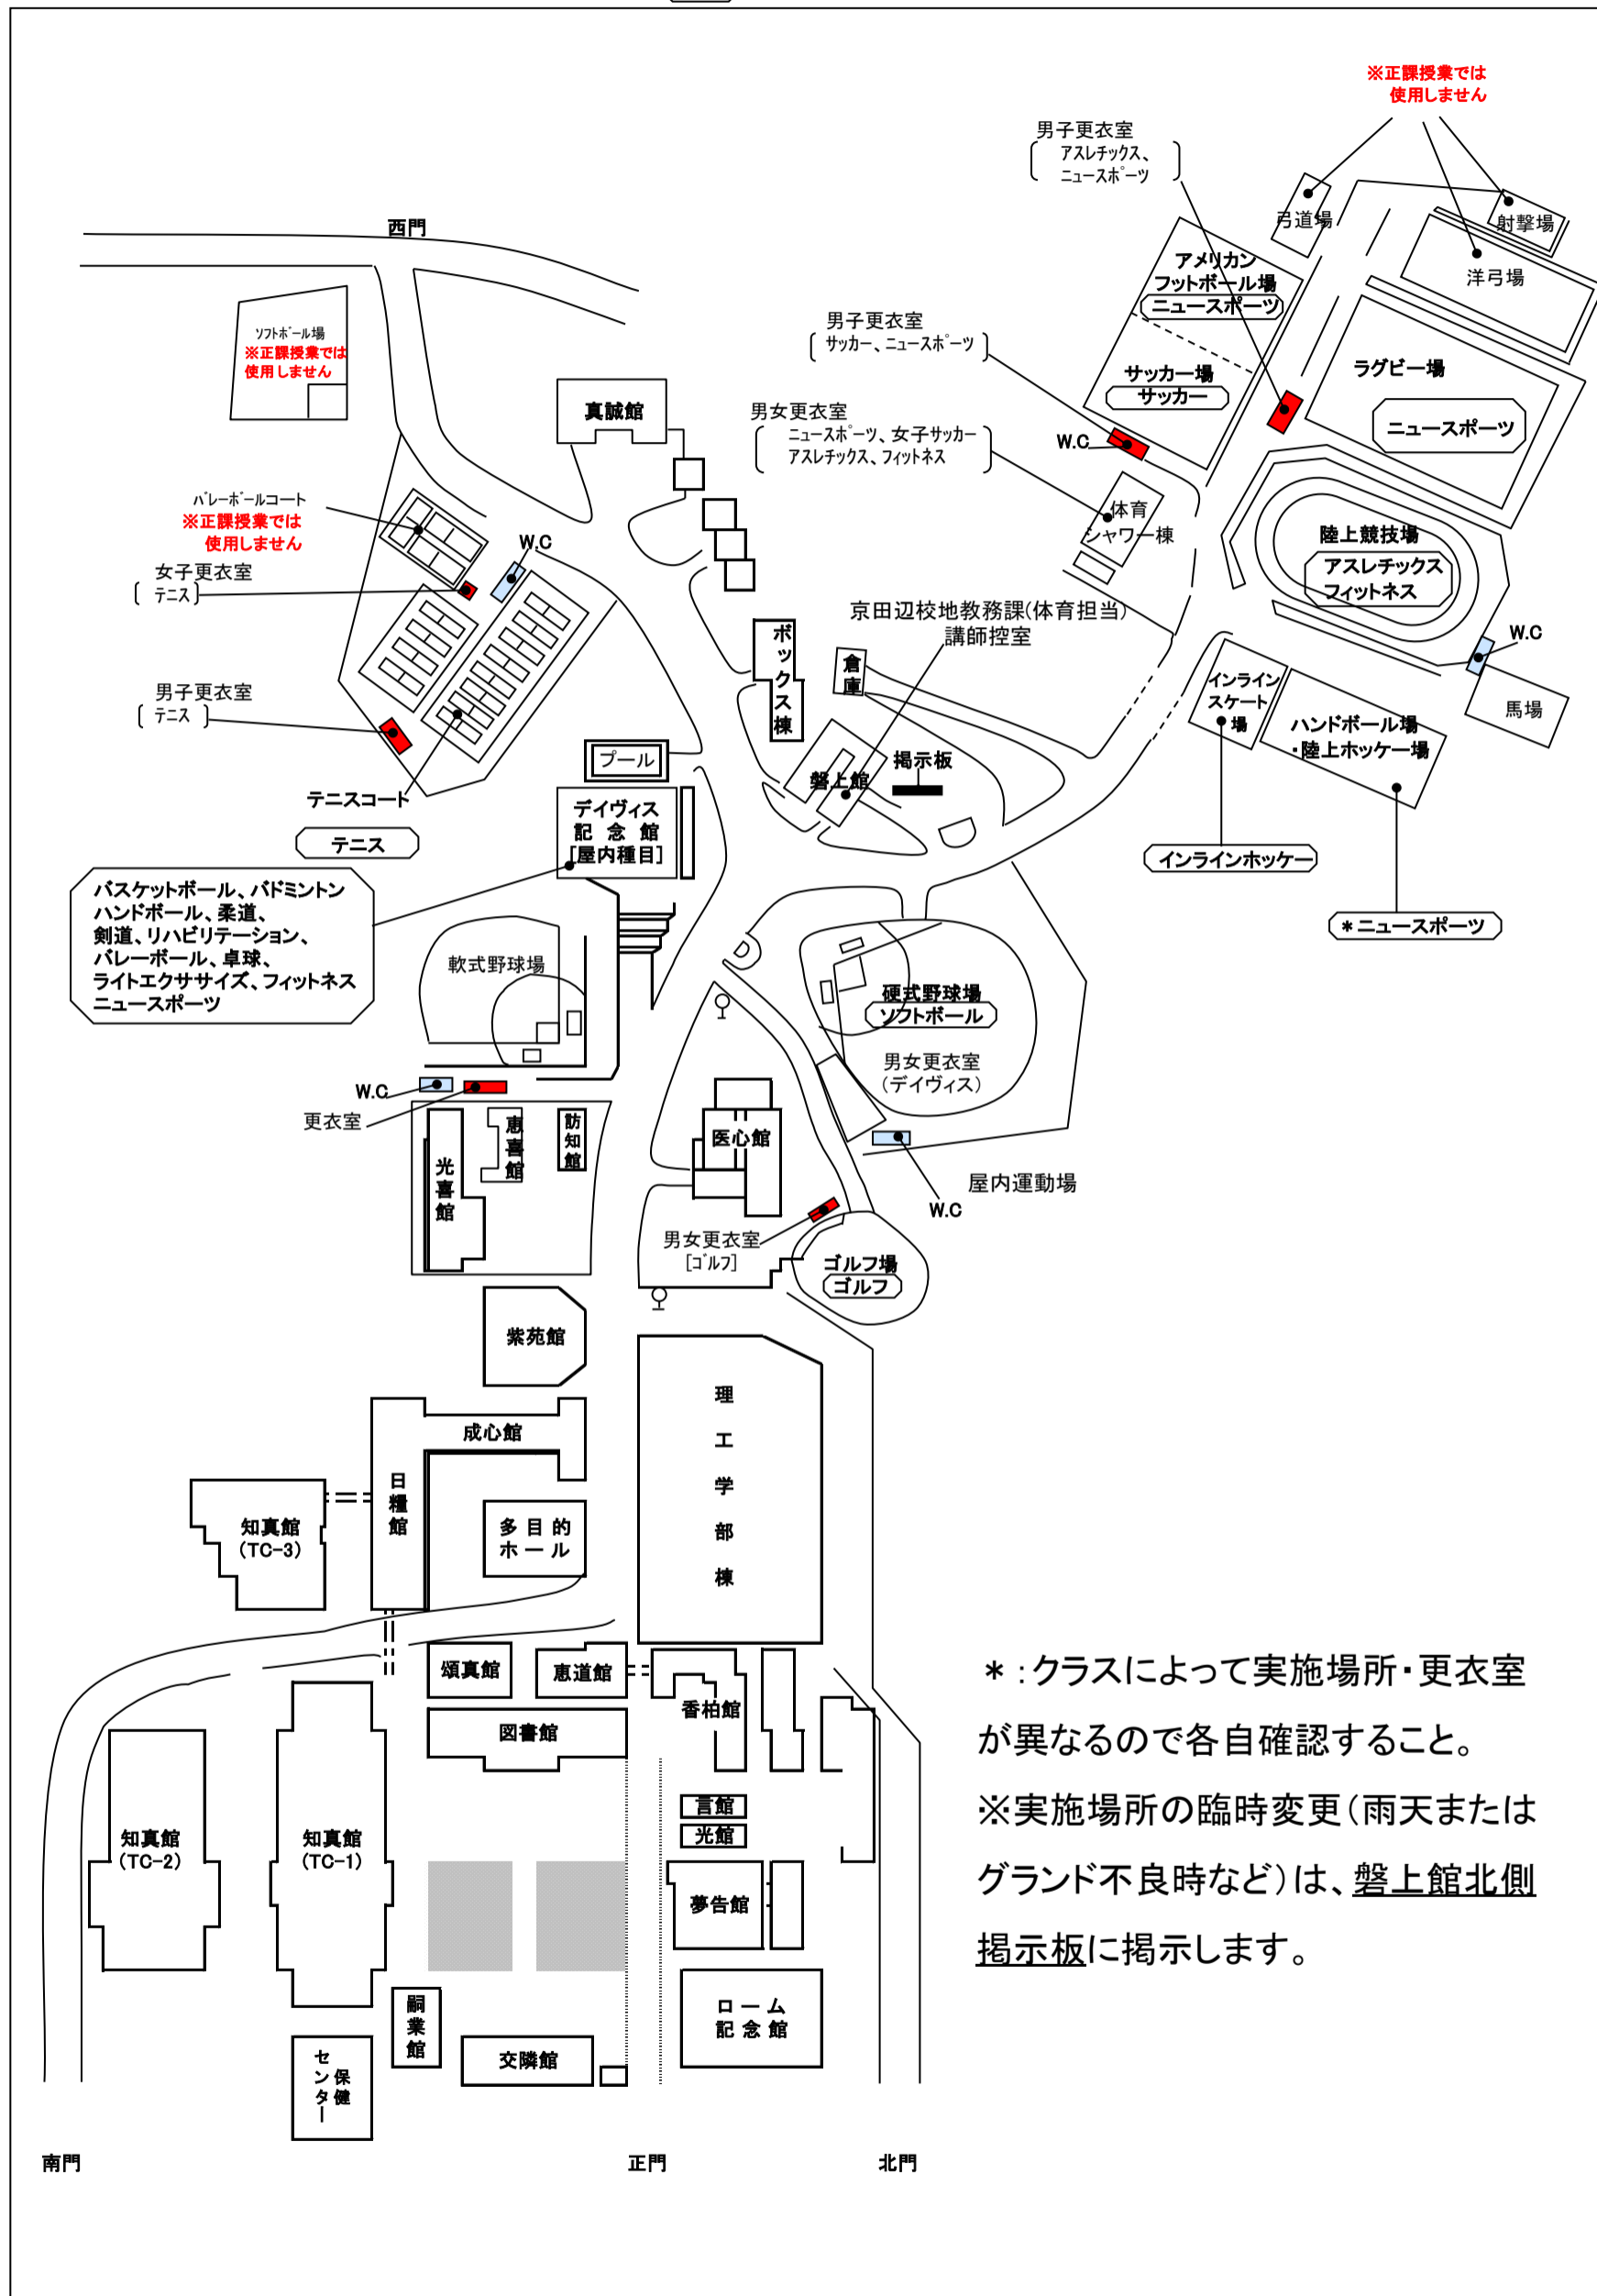 ※正課授業では
使用しません
男子更衣室
アスレチックス、
ニュースポーツ
弓道場
射撃場
洋弓場
西門
アメリカン
フットボール場
ニュースポーツ
サッカー場
サッカー
ラグビー場
ニュースポーツ
男子更衣室
サッカー、ニュースポーツ
ソフトボール場
※正課授業では
使用しません
真誠館
男女更衣室
ニュースポーツ、女子サッカー
アスレチックス、フィットネス
W.C
体育
シャワー棟
陸上競技場
アスレチックス
フィットネス
バレーボールコート
※正課授業では
使用しません
W.C
女子更衣室
テニス
京田辺校地教務課(体育担当)
講師控室
W.C
ボックス棟
倉庫
男子更衣室
テニス
インライン
スケート
場
ハンドボール場
・陸上ホッケー場
馬場
プール
磐上館
掲示板
テニスコート
テニス
デイヴィス
記念館
[屋内種目]
インラインホッケー
*ニュースポーツ
バスケットボール、バドミントン
ハンドボール、柔道、
剣道、リハビリテーション、
バレーボール、卓球、
ライトエクササイズ、フィットネス
ニュースポーツ
軟式野球場
硬式野球場
ソフトボール
男女更衣室
(デイヴィス)
W.C
更衣室
恵喜館
訪知館
光喜館
医心館
屋内運動場
W.C
男女更衣室
[ゴルフ]
ゴルフ場
ゴルフ
紫苑館
理工学部棟
成心館
日糧館
知真館
(TC-3)
多目的
ホール
頌真館
恵道館
香柏館
図書館
知真館
(TC-2)
知真館
(TC-1)
言館
光館
夢告館
嗣業館
ローム
記念館
保健
センター
交隣館
南門
正門
北門
*:クラスによって実施場所・更衣室
が異なるので各自確認すること。
※実施場所の臨時変更(雨天または
グランド不良時など)は、磐上館北側
掲示板に掲示します。